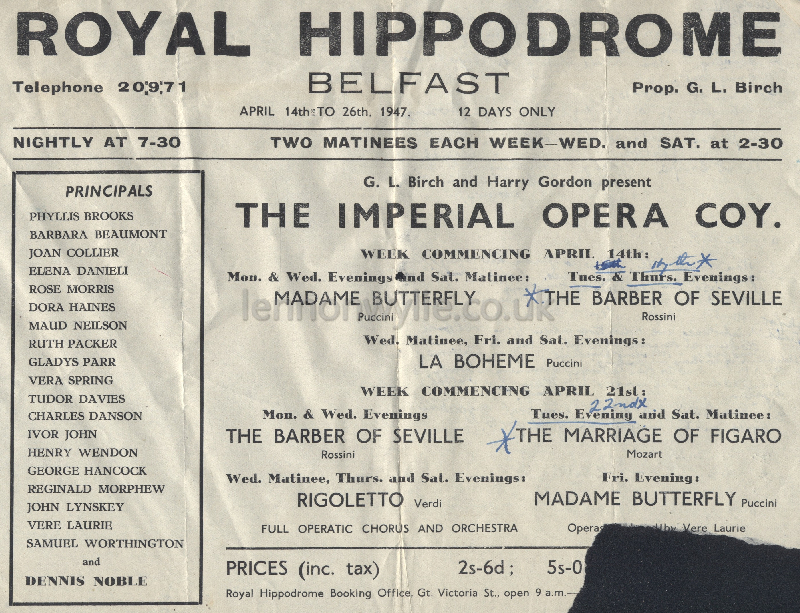 ROYAL HIPPODROME
Telephone 20971 BELFAST Prop. G. L. Birch
APRIL 14th TO 26th, 1947. 12 DAYS ONLY
NIGHTLY AT 7-30 TWO MATINEES EACH WEEK—WED. and SAT. at 2-30
PRINCIPALS
PHYLLIS BROOKS
BARBARA BEAUMONT
JOAN COLLIER
ELENA DANIELI
ROSE MORRIS
DORA HAINES
MAUD NEILSON
RUTH PACKER
GLADYS PARR
VERA SPRING
TUDOR DAVIES
CHARLES DANSON
IVOR JOHN
HENRY WENDON
GEORGE HANCOCK
REGINALD MORPHEW
JOHN LYNSKEY
VERE LAURIE
SAMUEL WORTHINGTON
and
DENNIS NOBLE
G. L. Birch and Harry Gordon present
THE IMPERIAL OPERA COY.
WEEK COMMENCING APRIL 14th:
Mon. & Wed. Evenings and Sat. Matinee:
MADAME BUTTERFLY
Puccini
Tues. & Thurs. Evenings:
THE BARBER OF SEVILLE
Rossini
lennonwylie.co.uk
Wed. Matinee, Fri. and Sat. Evenings:
LA BOHEME Puccini
WEEK COMMENCING APRIL 21st:
Mon. & Wed. Evenings
THE BARBER OF SEVILLE
Rossini
22nd
Tues. Evening and Sat. Matinee:
THE MARRIAGE OF FIGARO
Mozart
Wed. Matinee, Thurs. and Sat. Evenings:
RIGOLETTO Verdi
Fri. Evening:
MADAME BUTTERFLY Puccini
FULL OPERATIC CHORUS AND ORCHESTRA
Operas by Vere Laurie
PRICES (inc. tax) 2s-6d; 5s-0
Royal Hippodrome Booking Office, Gt. Victoria St., open 9 a.m.—